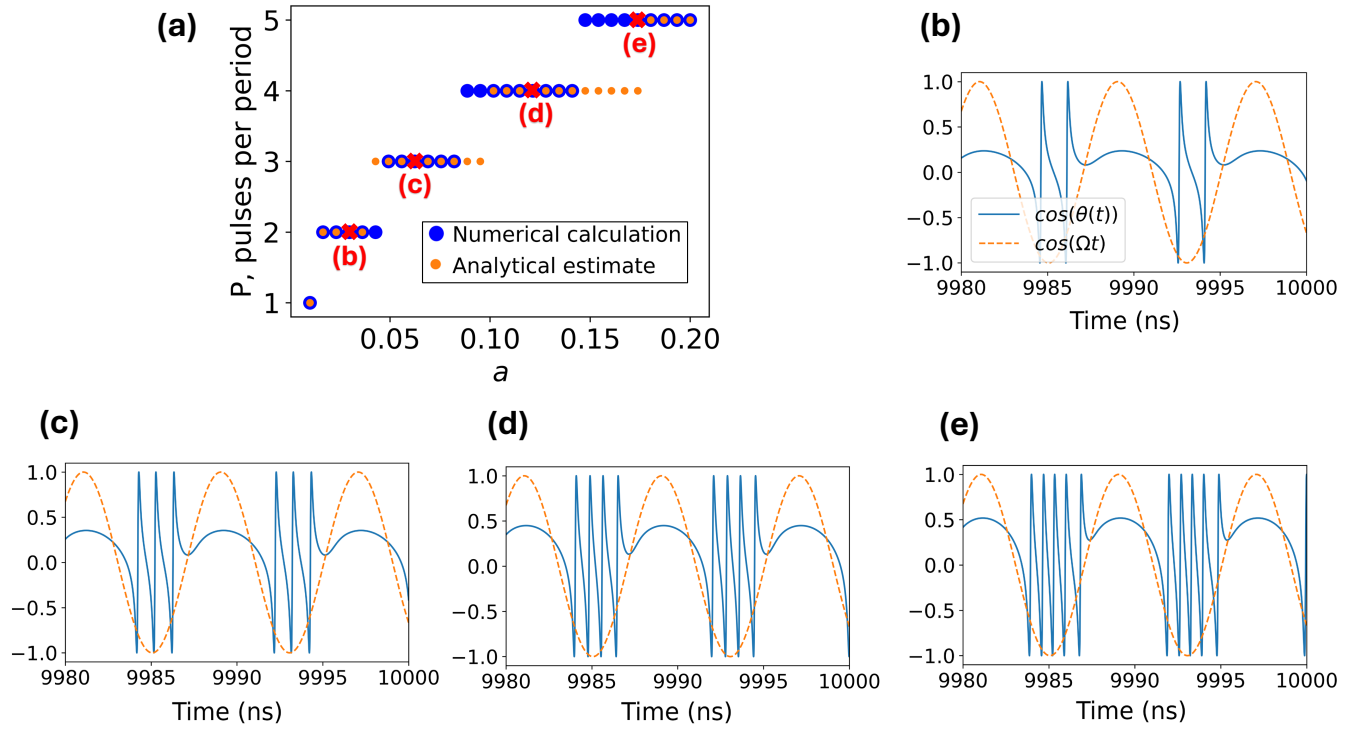 (a)
P, pulses per period
5
4
3
2
1
(e)
(d)
(c)
(b)
Numerical calculation
Analytical estimate
0.05 0.10 0.15 0.20
a
(b)
1.0
0.5
0.0
−0.5
−1.0
cos(θ(t))
cos(Ωt)
9980 9985 9990 9995 10000
Time (ns)
(c)
1.0
0.5
0.0
−0.5
−1.0
9980 9985 9990 9995 10000
Time (ns)
(d)
1.0
0.5
0.0
−0.5
−1.0
9980 9985 9990 9995 10000
Time (ns)
(e)
1.0
0.5
0.0
−0.5
−1.0
9980 9985 9990 9995 10000
Time (ns)